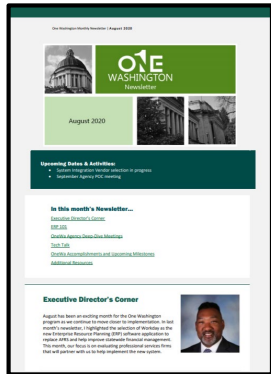 One Washington Monthly Newsletter | August 2020
ONE
WASHINGTON
Newsletter
August 2020
Upcoming Dates & Activities:
• System Integration Vendor selection in progress
• September Agency POC meeting
In this month's Newsletter...
Executive Director's Corner
ERP 101
OneWa Agency Deep-Dive Meetings
Tech Talk
OneWa Accomplishments and Upcoming Milestones
Additional Resources
Executive Director's Corner
August has been an exciting month for the One Washington
program as we continue to move closer to implementation. In last
month's newsletter, I highlighted the selection of Workday as the
new Enterprise Resource Planning (ERP) software application to
replace AFRS and help improve statewide financial management.
This month, our focus is on evaluating professional services firms
that will partner with us to help implement the new system.